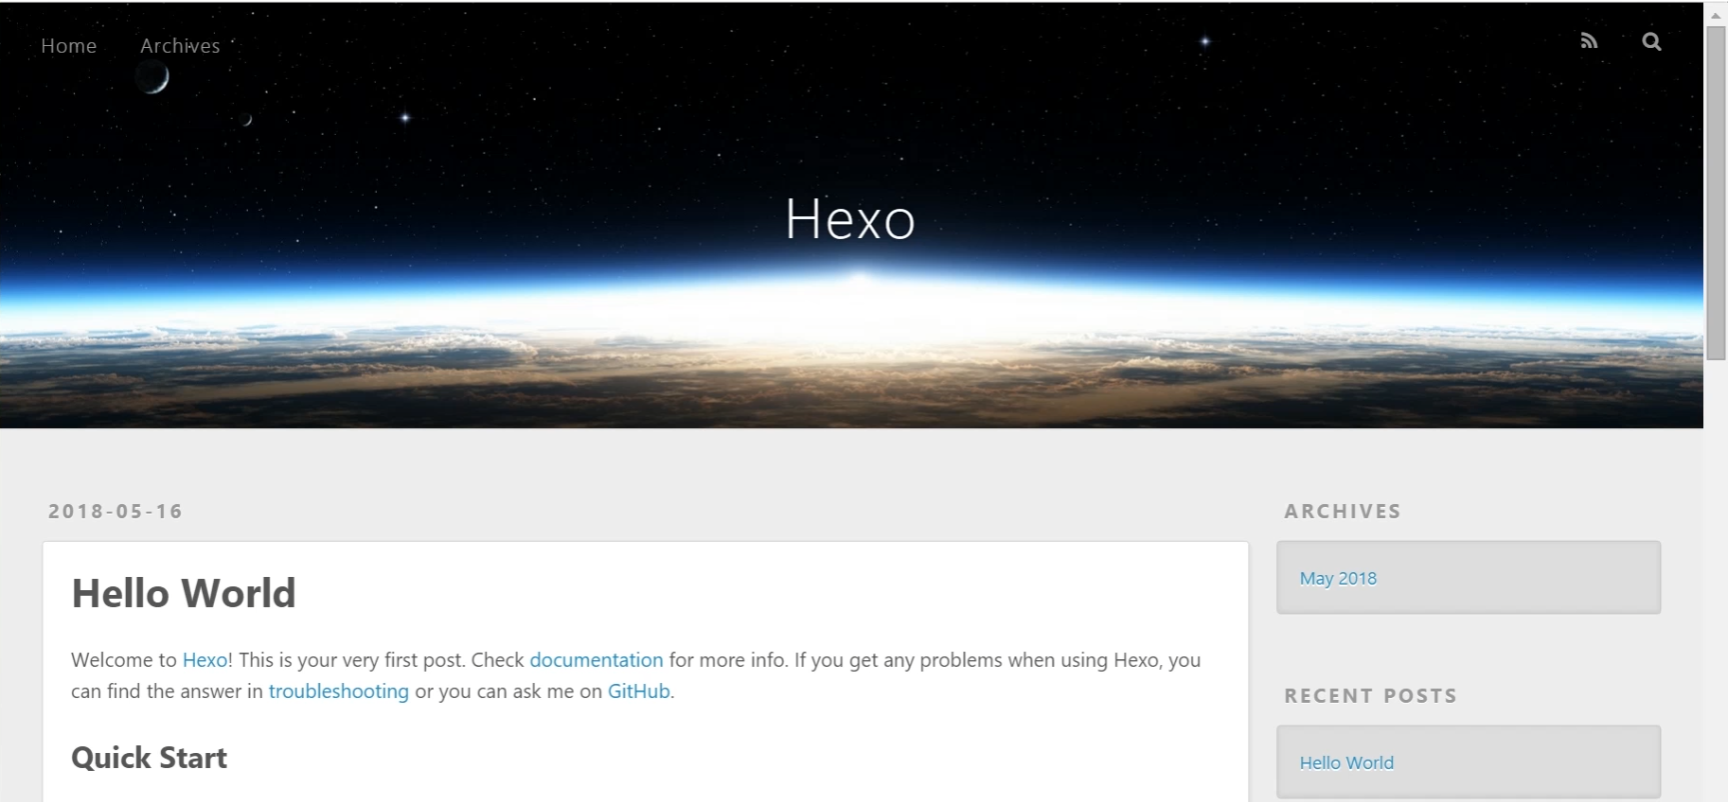 Home Archives
Hexo
2018-05-16
Hello World
Welcome to Hexo! This is your very first post. Check documentation for more info. If you get any problems when using Hexo, you
can find the answer in troubleshooting or you can ask me on GitHub.
Quick Start
ARCHIVES
May 2018
RECENT POSTS
Hello World